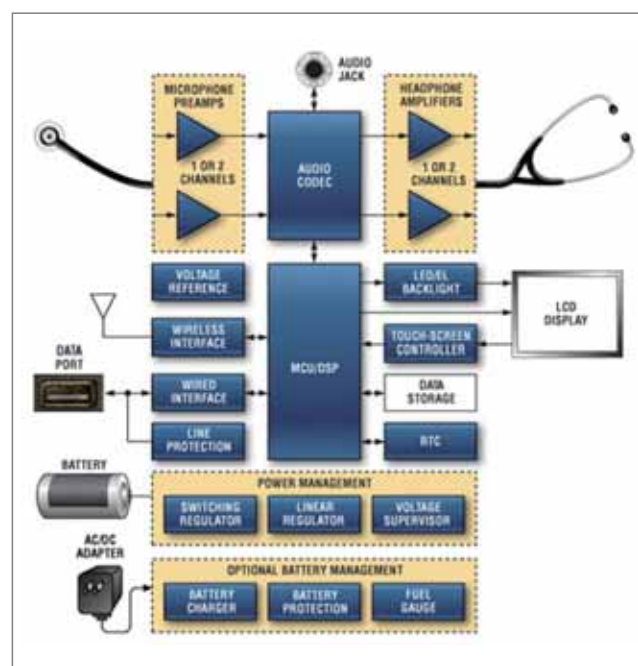 AUDIO
JACK
MICROPHONE
PREAMPS
HEADPHONE
AMPLIFIERS
1 OR 2
CHANNELS
AUDIO
CODEC
1 OR 2
CHANNELS
VOLTAGE
REFERENCE
LED/EL
BACKLIGHT
LCD
DISPLAY
WIRELESS
INTERFACE
TOUCH-SCREEN
CONTROLLER
DATA
PORT
MCU/DSP
WIRED
INTERFACE
DATA
STORAGE
LINE
PROTECTION
RTC
BATTERY
POWER MANAGEMENT
SWITCHING
REGULATOR
LINEAR
REGULATOR
VOLTAGE
SUPERVISOR
AC/DC
ADAPTER
OPTIONAL BATTERY MANAGEMENT
BATTERY
CHARGER
BATTERY
PROTECTION
FUEL
GAUGE